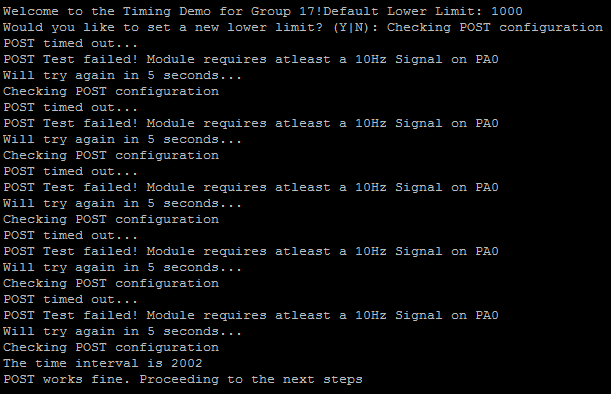 Welcome to the Timing Demo for Group 17!Default Lower Limit: 1000
Would you like to set a new lower limit? (Y|N): Checking POST configuration
POST timed out...
POST Test failed! Module requires atleast a 10Hz Signal on PA0
Will try again in 5 seconds...
Checking POST configuration
POST timed out...
POST Test failed! Module requires atleast a 10Hz Signal on PA0
Will try again in 5 seconds...
Checking POST configuration
POST timed out...
POST Test failed! Module requires atleast a 10Hz Signal on PA0
Will try again in 5 seconds...
Checking POST configuration
POST timed out...
POST Test failed! Module requires atleast a 10Hz Signal on PA0
Will try again in 5 seconds...
Checking POST configuration
POST timed out...
POST Test failed! Module requires atleast a 10Hz Signal on PA0
Will try again in 5 seconds...
Checking POST configuration
The time interval is 2002
POST works fine. Proceeding to the next steps